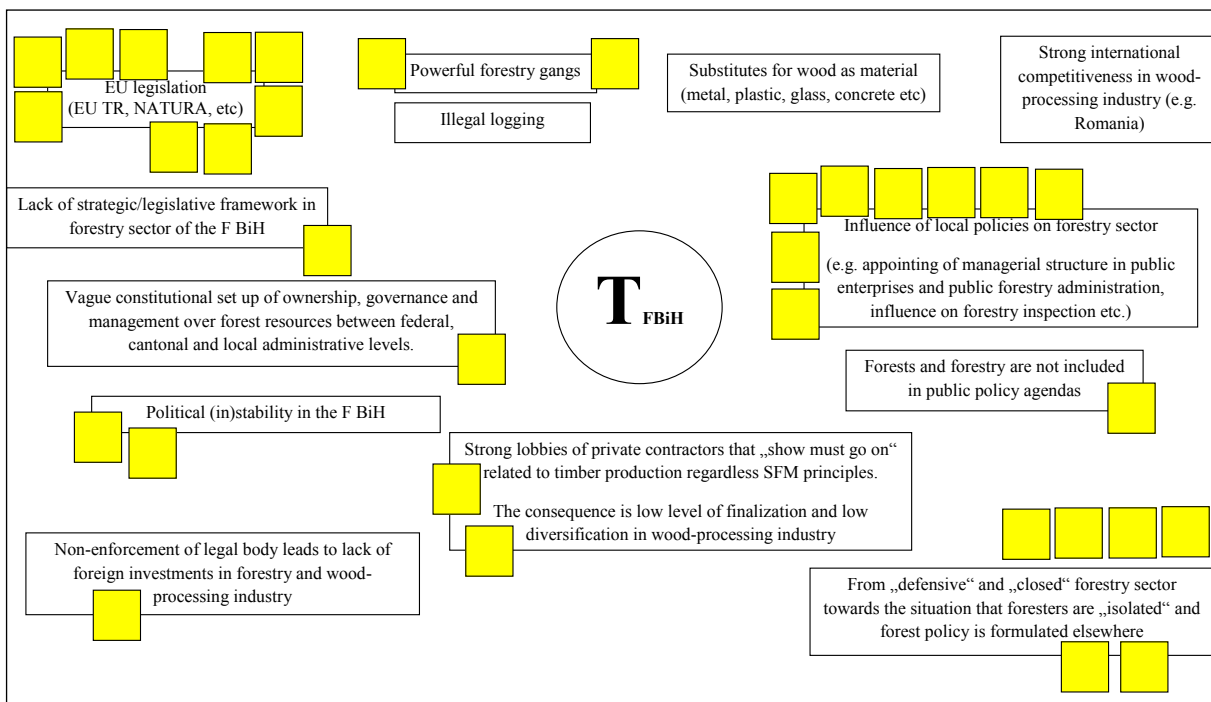 EU legislation
(EU TR, NATURA, etc)
Powerful forestry gangs
Illegal logging
Substitutes for wood as material
(metal, plastic, glass, concrete etc)
Strong international
competitiveness in wood-
processing industry (e.g.
Romania)
Lack of strategic/legislative framework in
forestry sector of the F BiH
Influence of local policies on forestry sector
(e.g. appointing of managerial structure in public
enterprises and public forestry administration,
influence on forestry inspection etc.)
T FBiH
Vague constitutional set up of ownership, governance and
management over forest resources between federal,
cantonal and local administrative levels.
Forests and forestry are not included
in public policy agendas
Political (in)stability in the F BiH
Strong lobbies of private contractors that „show must go on“
related to timber production regardless SFM principles.
The consequence is low level of finalization and low
diversification in wood-processing industry
Non-enforcement of legal body leads to lack of
foreign investments in forestry and wood-
processing industry
From „defensive“ and „closed“ forestry sector
towards the situation that foresters are „isolated“ and
forest policy is formulated elsewhere